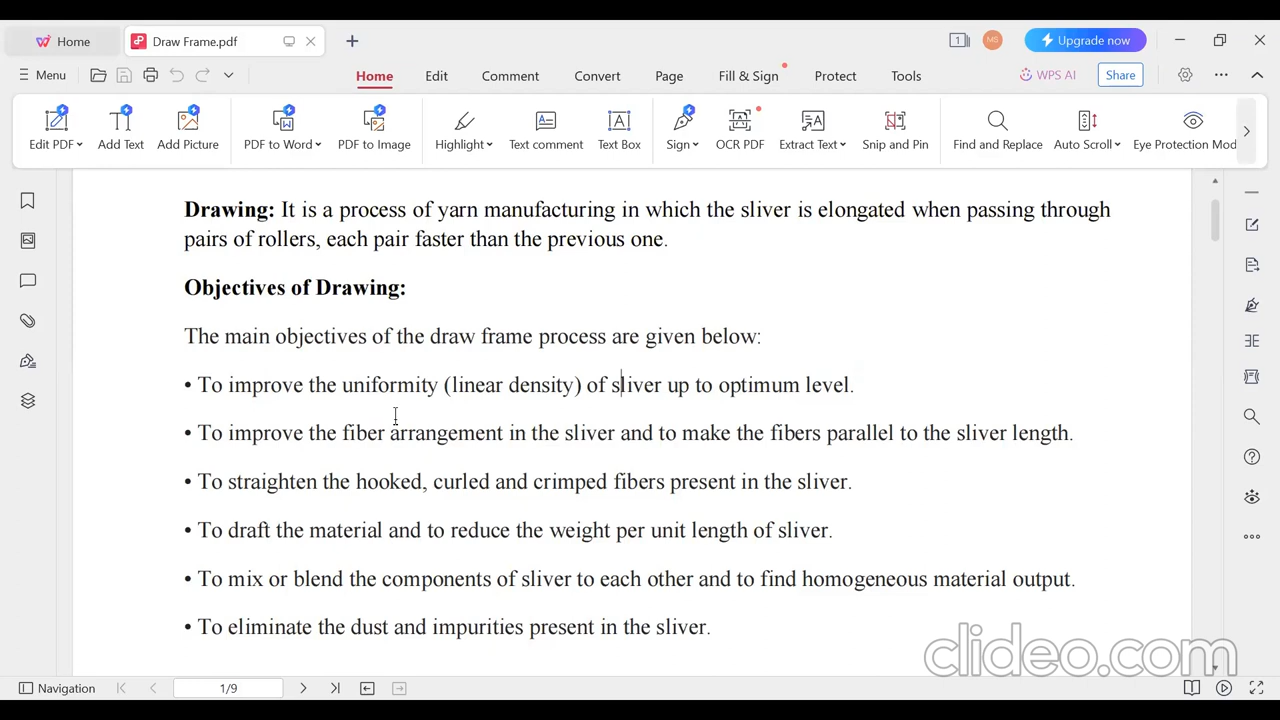 Home
Draw Frame.pdf
1
MS
Upgrade now
Menu
Home Edit Comment Convert Page Fill & Sign Protect Tools
WPS AI
Share
Edit PDF
Add Text
Add Picture
PDF to Word
PDF to Image
Highlight
Text comment
Text Box
Sign
OCR PDF
Extract Text
Snip and Pin
Find and Replace
Auto Scroll
Eye Protection Mod
Drawing: It is a process of yarn manufacturing in which the sliver is elongated when passing through
pairs of rollers, each pair faster than the previous one.
Objectives of Drawing:
The main objectives of the draw frame process are given below:
• To improve the uniformity (linear density) of sliver up to optimum level.
• To improve the fiber arrangement in the sliver and to make the fibers parallel to the sliver length.
• To straighten the hooked, curled and crimped fibers present in the sliver.
• To draft the material and to reduce the weight per unit length of sliver.
• To mix or blend the components of sliver to each other and to find homogeneous material output.
• To eliminate the dust and impurities present in the sliver.
clideo.com
Navigation
1/9